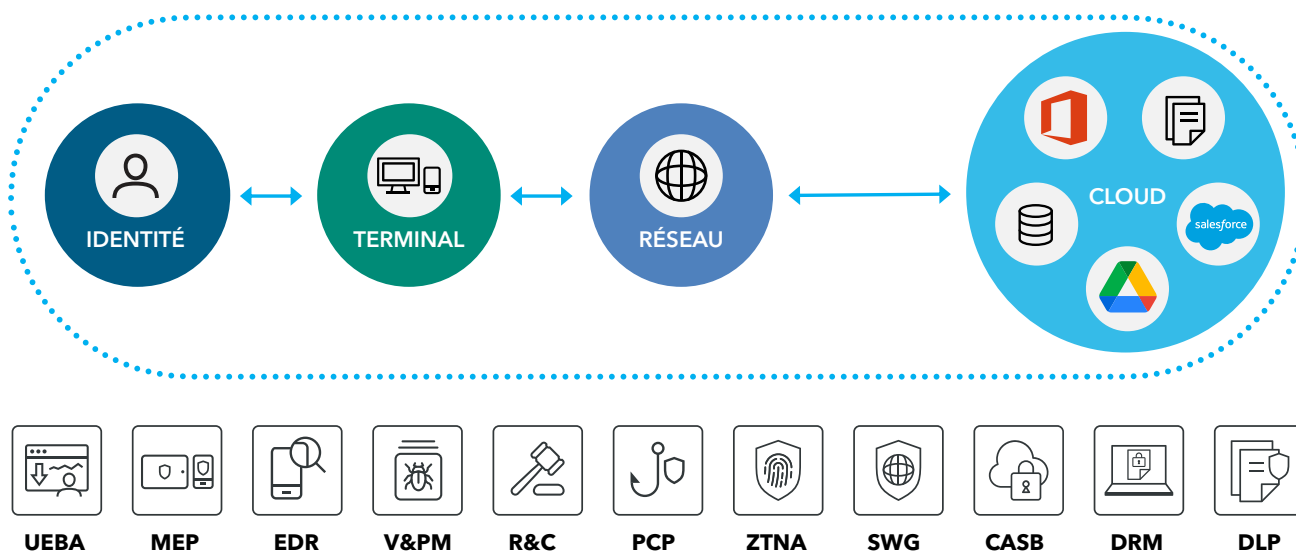 IDENTITÉ
TERMINAL
RÉSEAU
CLOUD
salesforce
UEBA
MEP
EDR
V&PM
R&C
PCP
ZTNA
SWG
CASB
DRM
DLP